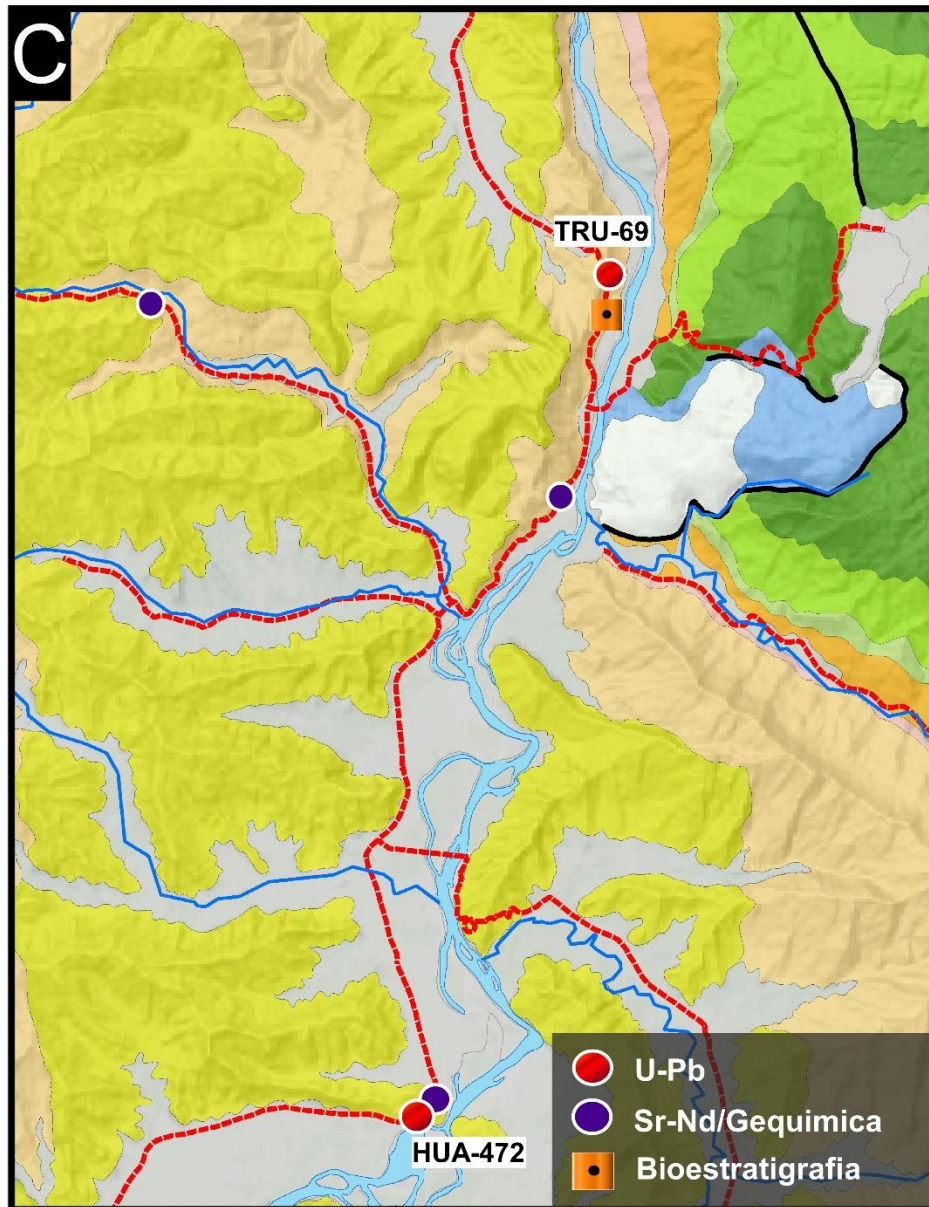 C
TRU-69
HUA-472
U-Pb
Sr-Nd/Gequimica
Bioestratigrafia